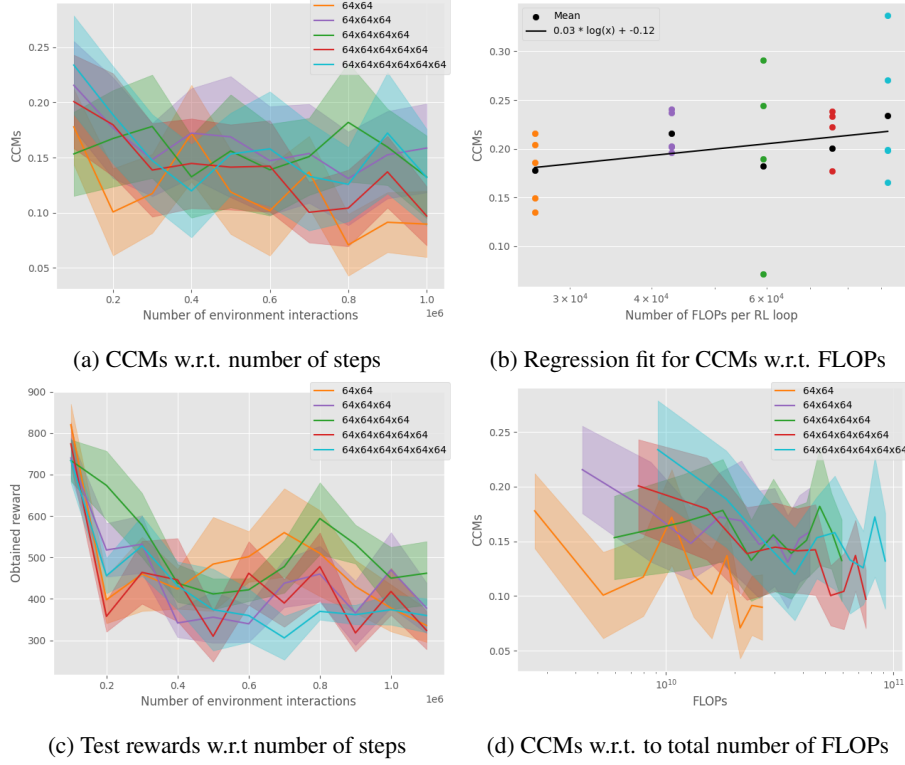 64x64
64x64x64
64x64x64x64
64x64x64x64x64
64x64x64x64x64x64
0.25
0.20
0.15
0.10
0.05
CCMs
0.2
0.4
0.6
0.8
1.0
1e6
Number of environment interactions
(a) CCMs w.r.t. number of steps
Mean
0.03 * log(x) + -0.12
0.30
0.25
0.20
0.15
0.10
CCMs
3 × 10⁴
4 × 10⁴
6 × 10⁴
Number of FLOPs per RL loop
(b) Regression fit for CCMs w.r.t. FLOPs
64x64
64x64x64
64x64x64x64
64x64x64x64x64
64x64x64x64x64x64
900
800
700
600
500
400
300
Obtained reward
0.2
0.4
0.6
0.8
1.0
1e6
Number of environment interactions
(c) Test rewards w.r.t number of steps
64x64
64x64x64
64x64x64x64
64x64x64x64x64
64x64x64x64x64x64
0.25
0.20
0.15
0.10
0.05
CCMs
10¹⁰
10¹¹
FLOPs
(d) CCMs w.r.t. to total number of FLOPs